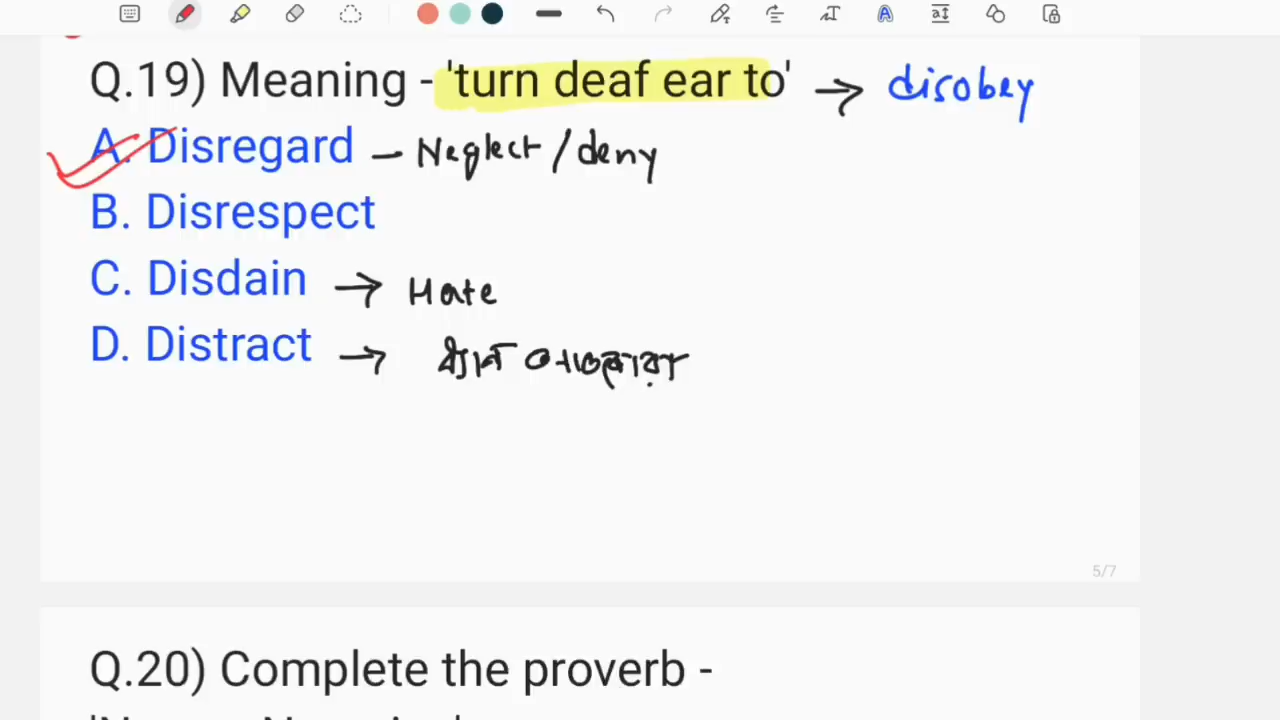 Q.19) Meaning - 'turn deaf ear to' → disobey
A. Disregard - Neglect/deny
B. Disrespect
C. Disdain → Hate
D. Distract →
5/7
Q.20) Complete the proverb -